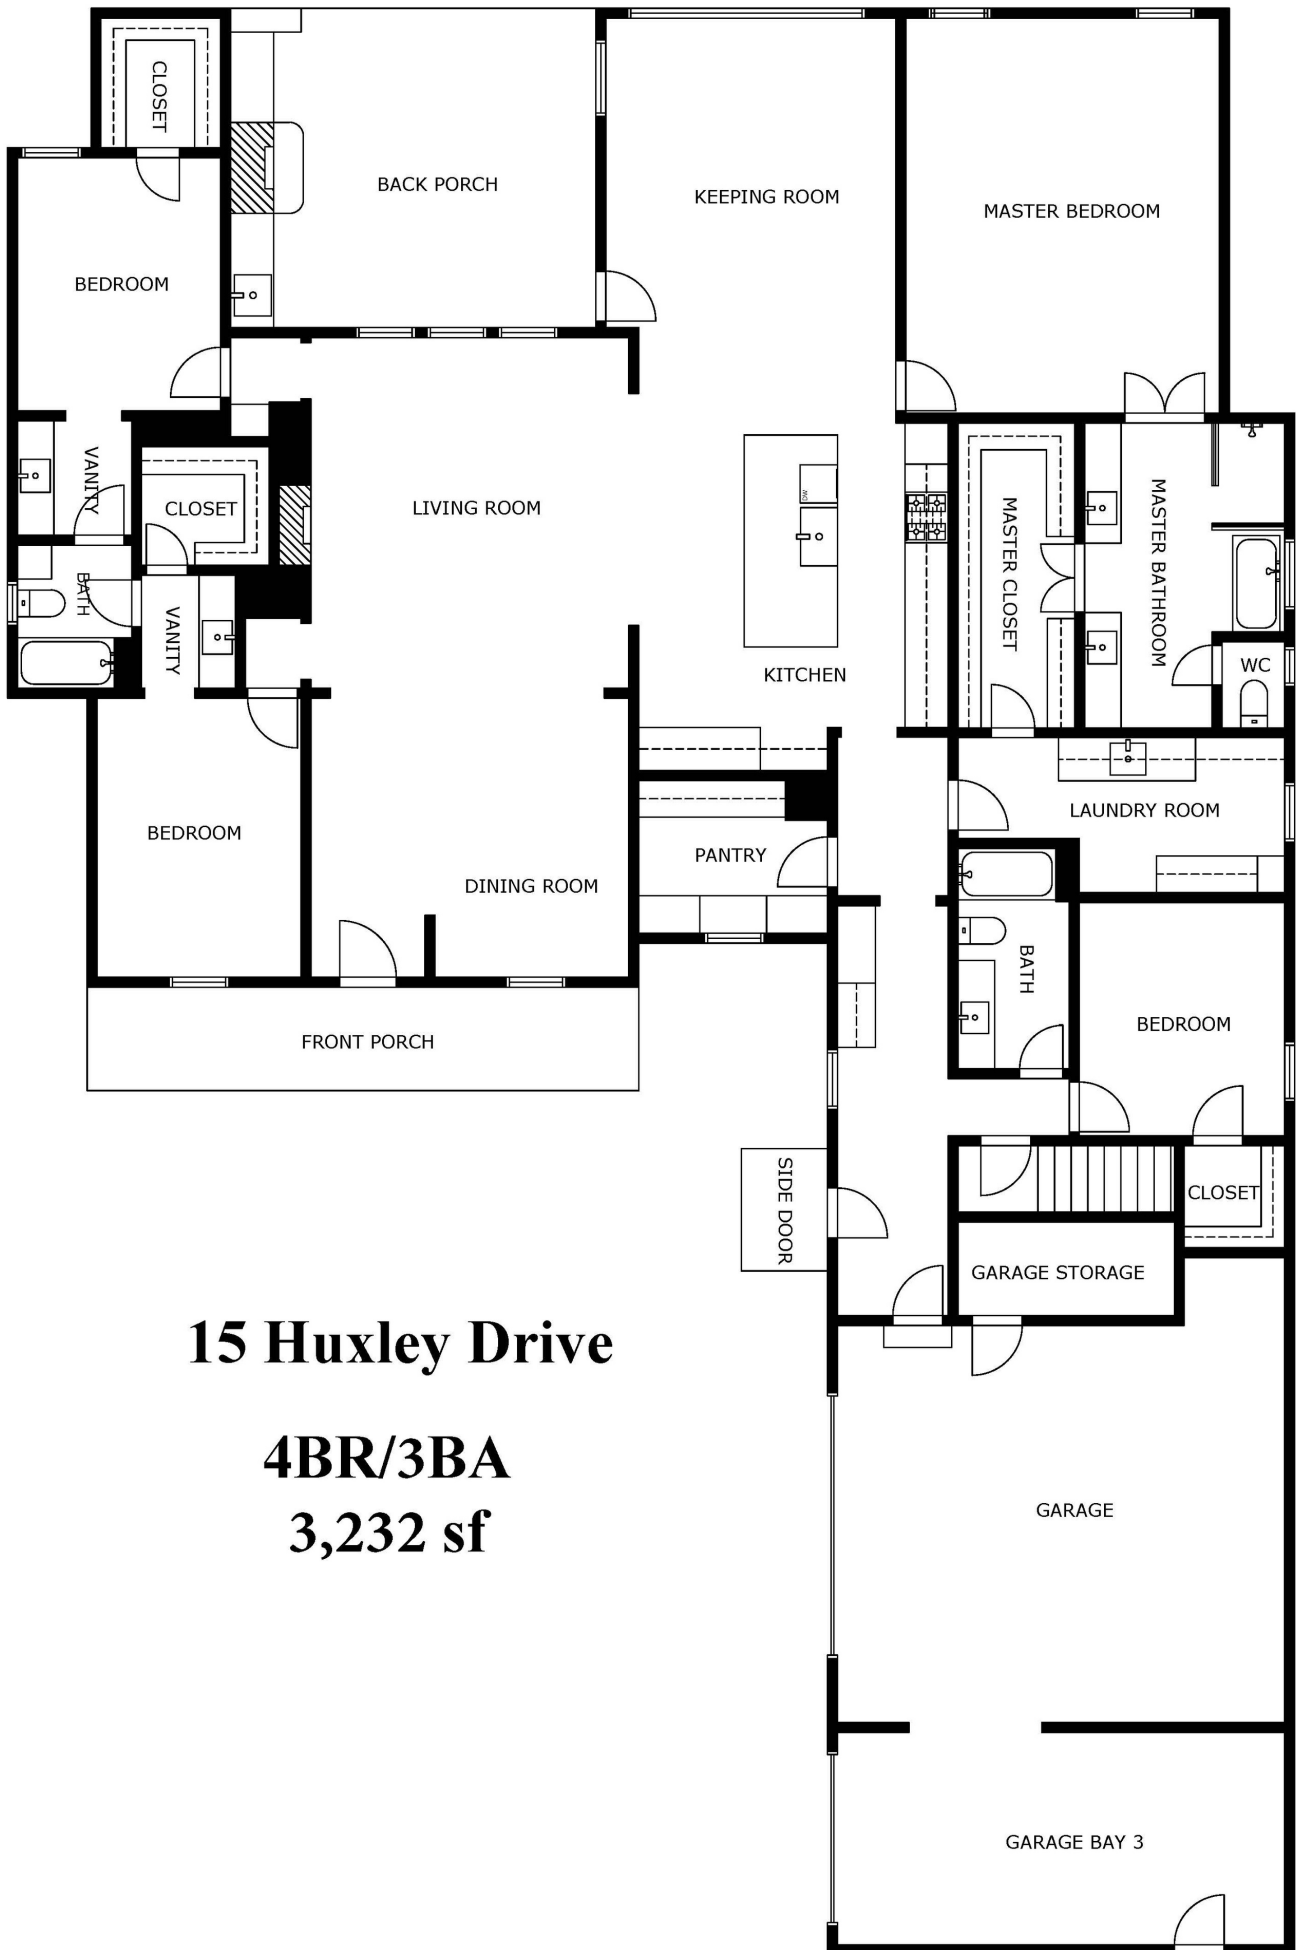 CLOSET
BACK PORCH
KEEPING ROOM
MASTER BEDROOM
BEDROOM
VANITY
CLOSET
LIVING ROOM
MASTER CLOSET
MASTER BATHROOM
BATH
VANITY
KITCHEN
WC
BEDROOM
DINING ROOM
PANTRY
LAUNDRY ROOM
BATH
BEDROOM
FRONT PORCH
SIDE DOOR
CLOSET
GARAGE STORAGE
15 Huxley Drive
4BR/3BA
3,232 sf
GARAGE
GARAGE BAY 3